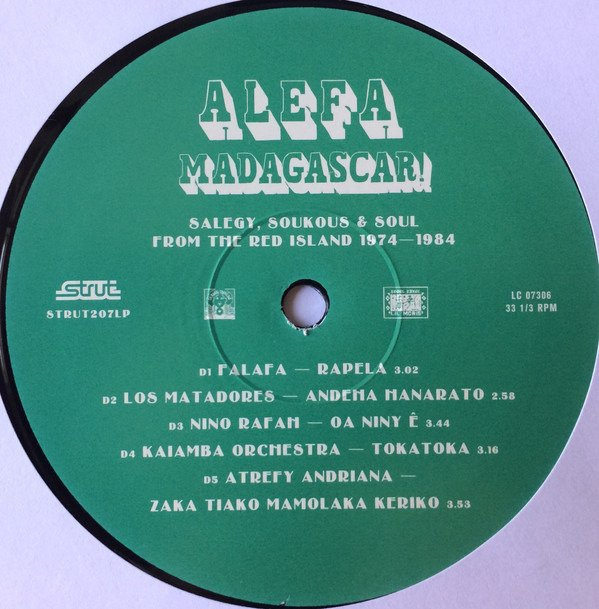 ALEFA
MADAGASCAR!
SALEGY, SOUKOUS & SOUL
FROM THE RED ISLAND 1974—1984
Strut
STRUT207LP
LC 07306
33 1/3 RPM
D1 FALAFA — RAPELA 3.02
D2 LOS MATADORES — ANDEHA HANARATO 2.58
D3 NINO RAFAH — OA NINY Ê 3.44
D4 KAIAMBA ORCHESTRA — TOKATOKA 3.16
D5 ATREFY ANDRIANA —
ZAKA TIAKO MAMOLAKA KERIKO 3.53